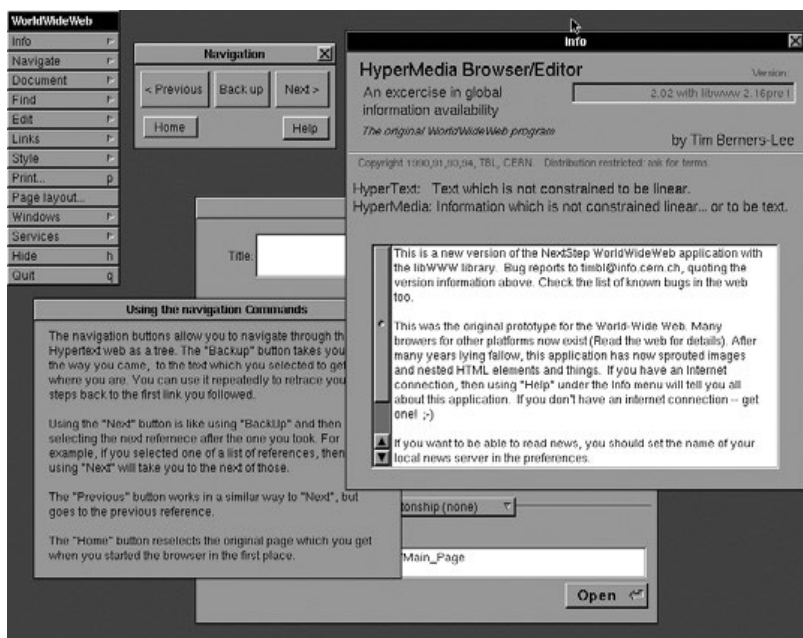 WorldWideWeb
Info
Navigate
Document
Find
Edit
Links
Style
Print... p
Page layout...
Windows
Services
Hide h
Quit q
Navigation
< Previous Back up Next >
Home Help
Title:
Using the navigation Commands
The navigation buttons allow you to navigate through th
Hypertext web as a tree. The "Backup" button takes you
the way you came, to the text which you selected to get
where you are. You can use it repeatedly to retrace you
steps back to the first link you followed.
Using the "Next" button is like using "BackUp" and then
selecting the next refernece after the one you took. For
example, if you selected one of a list of references, then
using "Next" will take you to the next of those.
The "Previous" button works in a similar way to "Next", but
goes to the previous reference.
The "Home" button reselects the original page which you get
when you started the browser in the first place.
Info
HyperMedia Browser/Editor
Version:
An excercise in global
information availability
2.02 with libwww 2.16pre1
The original WorldWideWeb program
by Tim Berners-Lee
Copyright 1990,91,93,94, TBL, CERN. Distribution restricted: ask for terms
HyperText: Text which is not constrained to be linear.
HyperMedia: Information which is not constrained linear... or to be text.
This is a new version of the NextStep WorldWideWeb application with
the libWWW library. Bug reports to timbl@info.cern.ch, quoting the
version information above. Check the list of known bugs in the web
too.
This was the original prototype for the World-Wide Web. Many
browers for other platforms now exist (Read the web for details). After
many years lying fallow, this application has now sprouted images
and nested HTML elements and things. If you have an Internet
connection, then using "Help" under the Info menu will tell you all
about this application. If you don't have an internet connection -- get
one! ;-)
If you want to be able to read news, you should set the name of your
local news server in the preferences.
tonship (none)
/Main_Page
Open